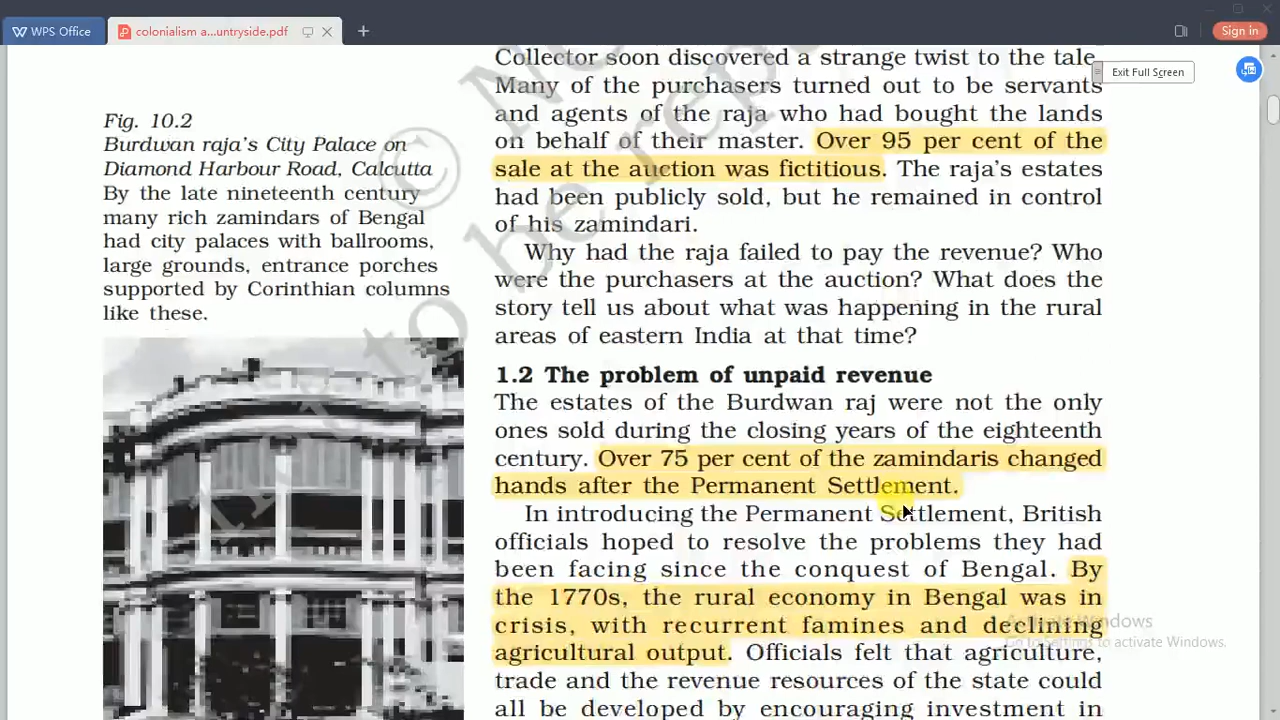 WPS Office
colonialism a...untryside.pdf
Sign in
Exit Full Screen
Fig. 10.2
Burdwan raja's City Palace on
Diamond Harbour Road, Calcutta
By the late nineteenth century
many rich zamindars of Bengal
had city palaces with ballrooms,
large grounds, entrance porches
supported by Corinthian columns
like these.
Collector soon discovered a strange twist to the tale.
Many of the purchasers turned out to be servants
and agents of the raja who had bought the lands
on behalf of their master. Over 95 per cent of the
sale at the auction was fictitious. The raja's estates
had been publicly sold, but he remained in control
of his zamindari.
Why had the raja failed to pay the revenue? Who
were the purchasers at the auction? What does the
story tell us about what was happening in the rural
areas of eastern India at that time?
1.2 The problem of unpaid revenue
The estates of the Burdwan raj were not the only
ones sold during the closing years of the eighteenth
century. Over 75 per cent of the zamindaris changed
hands after the Permanent Settlement.
In introducing the Permanent Settlement, British
officials hoped to resolve the problems they had
been facing since the conquest of Bengal. By
the 1770s, the rural economy in Bengal was in
crisis, with recurrent famines and declining
agricultural output. Officials felt that agriculture,
trade and the revenue resources of the state could
all be developed by encouraging investment in
Activate Windows
Go to Settings to activate Windows.
© N
to be rep